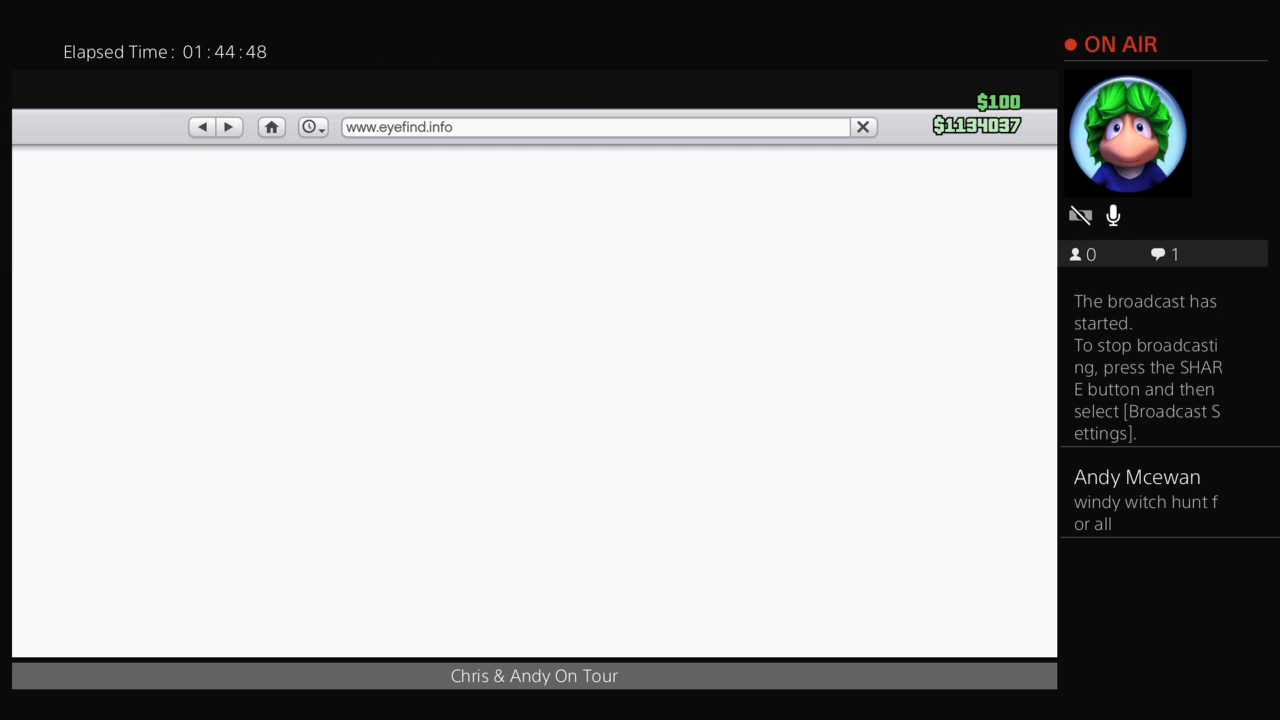 Elapsed Time: 01:44:48
ON AIR
$100
www.eyefind.info
$1134037
0
1
The broadcast has
started.
To stop broadcasti
ng, press the SHAR
E button and then
select [Broadcast S
ettings].
Andy Mcewan
windy witch hunt f
or all
Chris & Andy On Tour